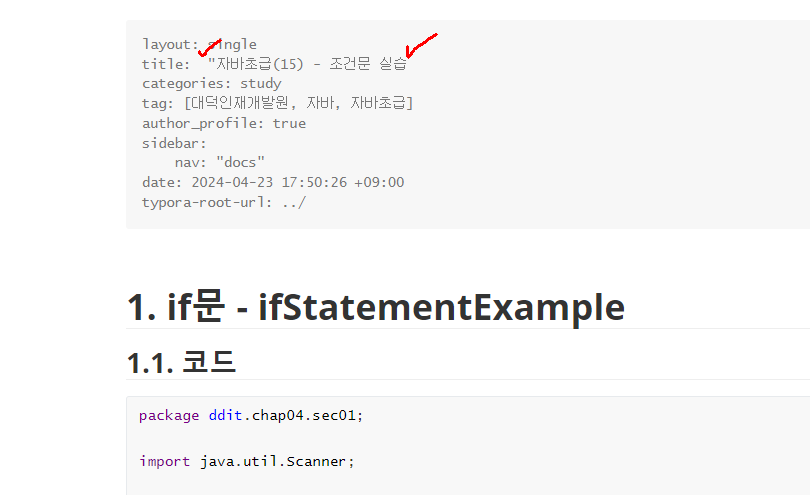 layout: single
title:  "자바초급(15) - 조건문 실습
categories: study
tag: [대덕인재개발원, 자바, 자바초급]
author_profile: true
sidebar:
    nav: "docs"
date: 2024-04-23 17:50:26 +09:00
typora-root-url: ../
1. if문 - ifStatementExample
1.1. 코드
package ddit.chap04.sec01;
import java.util.Scanner;